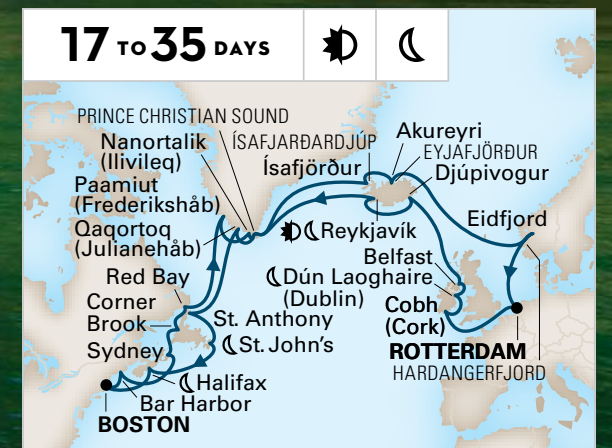 17 TO 35 DAYS
PRINCE CHRISTIAN SOUND
Nanortalik
(Ilivileq)
Paamiut
(Frederikshåb)
Qaqortoq
(Julianehåb)
Red Bay
Corner
Brook
Sydney
St. Anthony
St. John's
Halifax
Bar Harbor
BOSTON
ÍSAFJARÐARDJÚP
Ísafjörður
Akureyri
EYJAFJÖRÐUR
Djúpivogur
Reykjavík
Eidfjord
Belfast
Dún Laoghaire
(Dublin)
Cobh
(Cork)
ROTTERDAM
HARDANGERFJORD